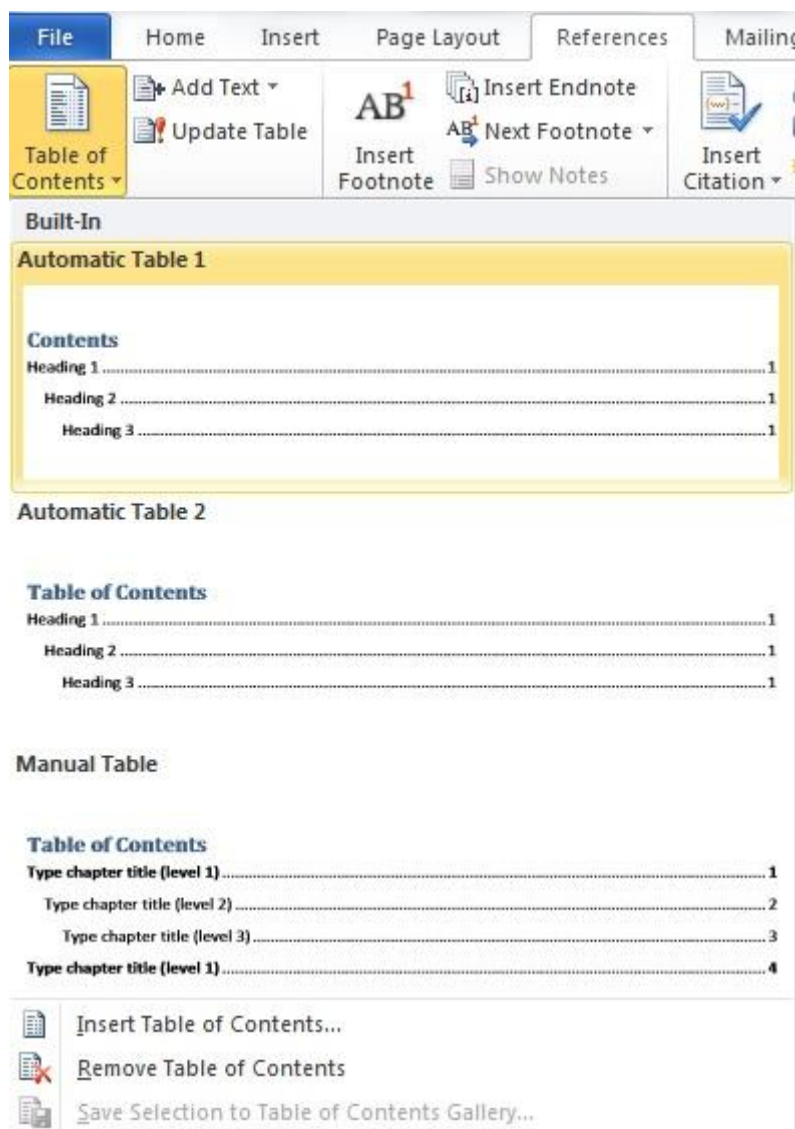 File Home Insert Page Layout References Mailing
Add Text
Update Table
Table of
Contents
AB1
Insert
Footnote
Insert Endnote
AB1 Next Footnote
Show Notes
Insert
Citation
Built-In
Automatic Table 1
Contents
Heading 1 ... 1
Heading 2 ... 1
Heading 3 ... 1
Automatic Table 2
Table of Contents
Heading 1 ... 1
Heading 2 ... 1
Heading 3 ... 1
Manual Table
Table of Contents
Type chapter title (level 1) ... 1
Type chapter title (level 2) ... 2
Type chapter title (level 3) ... 3
Type chapter title (level 1) ... 4
Insert Table of Contents...
Remove Table of Contents
Save Selection to Table of Contents Gallery...